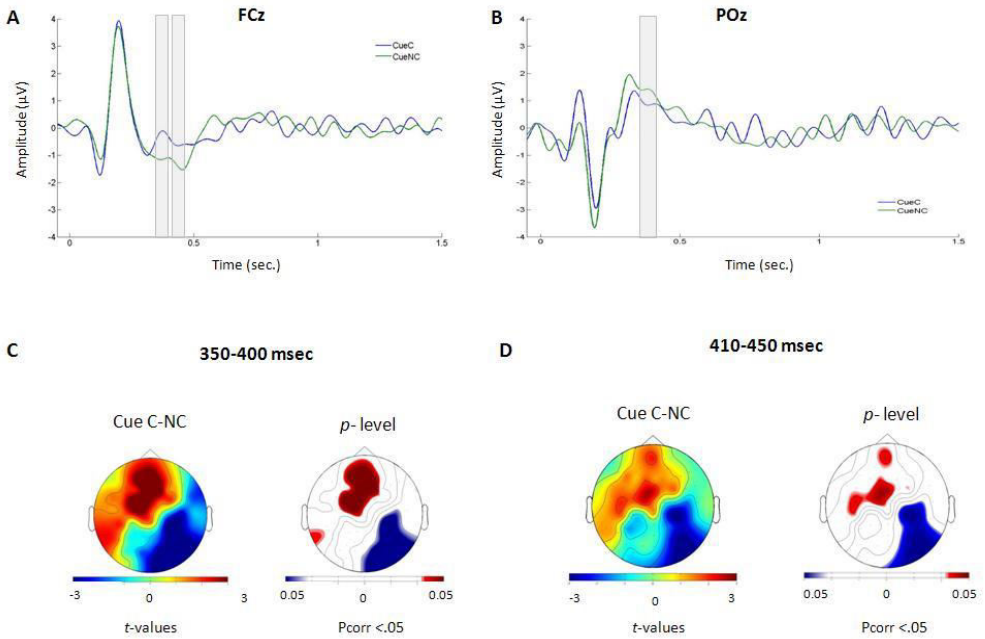 A
FCz
Amplitude (µV)
4
3
2
1
0
-1
-2
-3
-4
CueC
CueNC
0
0.5
1
1.5
Time (sec.)
B
POz
Amplitude (µV)
4
3
2
1
0
-1
-2
-3
-4
CueC
CueNC
0
0.5
1
1.5
Time (sec.)
C
350-400 msec
Cue C-NC
p- level
-3 0 3
0.05 0 0.05
t-values
Pcorr <.05
D
410-450 msec
Cue C-NC
p- level
-3 0 3
0.05 0 0.05
t-values
Pcorr <.05